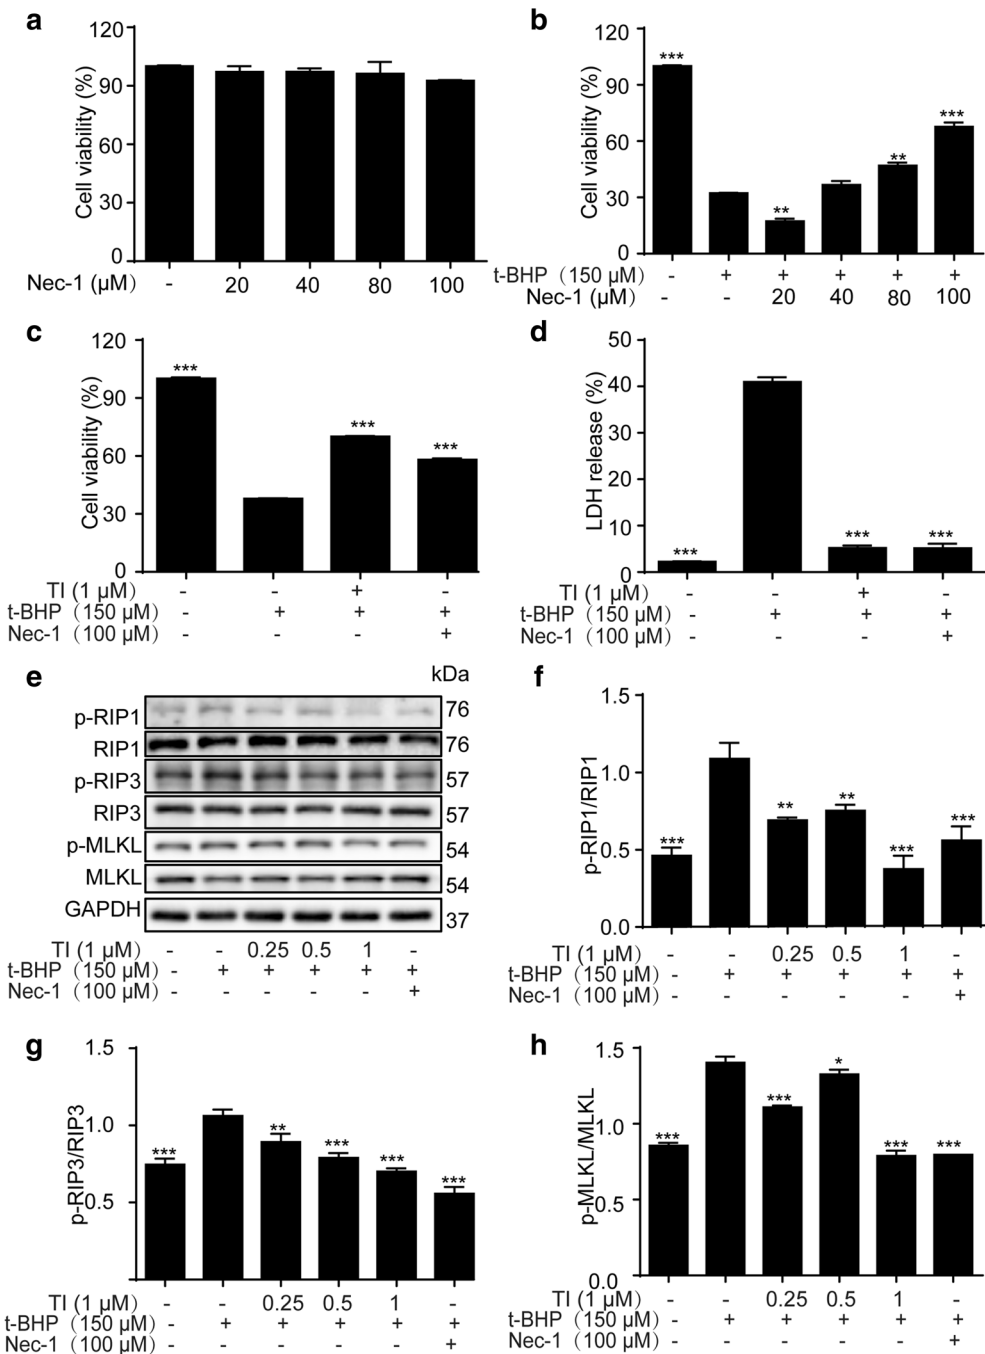 a
120
90
60
30
0
Cell viability (%)
Nec-1 (μM) - 20 40 80 100
b
120
90
60
30
0
Cell viability (%)
*** ** ** ***
t-BHP (150 μM) - + + + + +
Nec-1 (μM) - - 20 40 80 100
c
120
90
60
30
0
Cell viability (%)
*** *** ***
TI (1 μM) - - + -
t-BHP (150 μM) - + + +
Nec-1 (100 μM) - - - +
d
50
40
30
20
10
0
LDH release (%)
*** *** ***
TI (1 μM) - - + -
t-BHP (150 μM) - + + +
Nec-1 (100 μM) - - - +
e
kDa
p-RIP1 76
RIP1 76
p-RIP3 57
RIP3 57
p-MLKL 54
MLKL 54
GAPDH 37
TI (1 μM) - - 0.25 0.5 1 -
t-BHP (150 μM) - + + + + +
Nec-1 (100 μM) - - - - - +
f
1.5
1.0
0.5
0.0
p-RIP1/RIP1
*** ** ** *** ***
TI (1 μM) - - 0.25 0.5 1 -
t-BHP (150 μM) - + + + + +
Nec-1 (100 μM) - - - - - +
g
1.5
1.0
0.5
p-RIP3/RIP3
*** ** *** *** ***
TI (1 μM) - - 0.25 0.5 1 -
t-BHP (150 μM) - + + + + +
Nec-1 (100 μM) - - - - - +
h
1.5
1.0
0.5
0.0
p-MLKL/MLKL
*** *** * *** ***
TI (1 μM) - - 0.25 0.5 1 -
t-BHP (150 μM) - + + + + +
Nec-1 (100 μM) - - - - - +